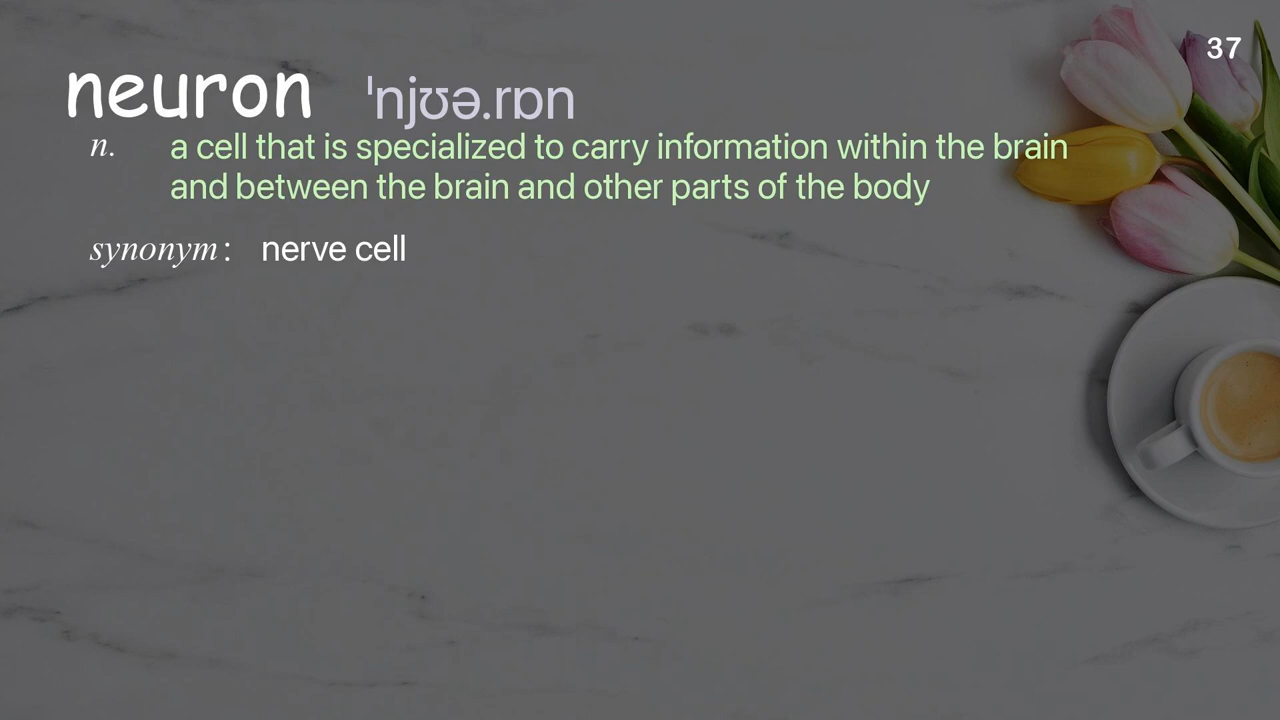 37
neuron ˈnjʊə.rɒn
n. a cell that is specialized to carry information within the brain
and between the brain and other parts of the body
synonym: nerve cell